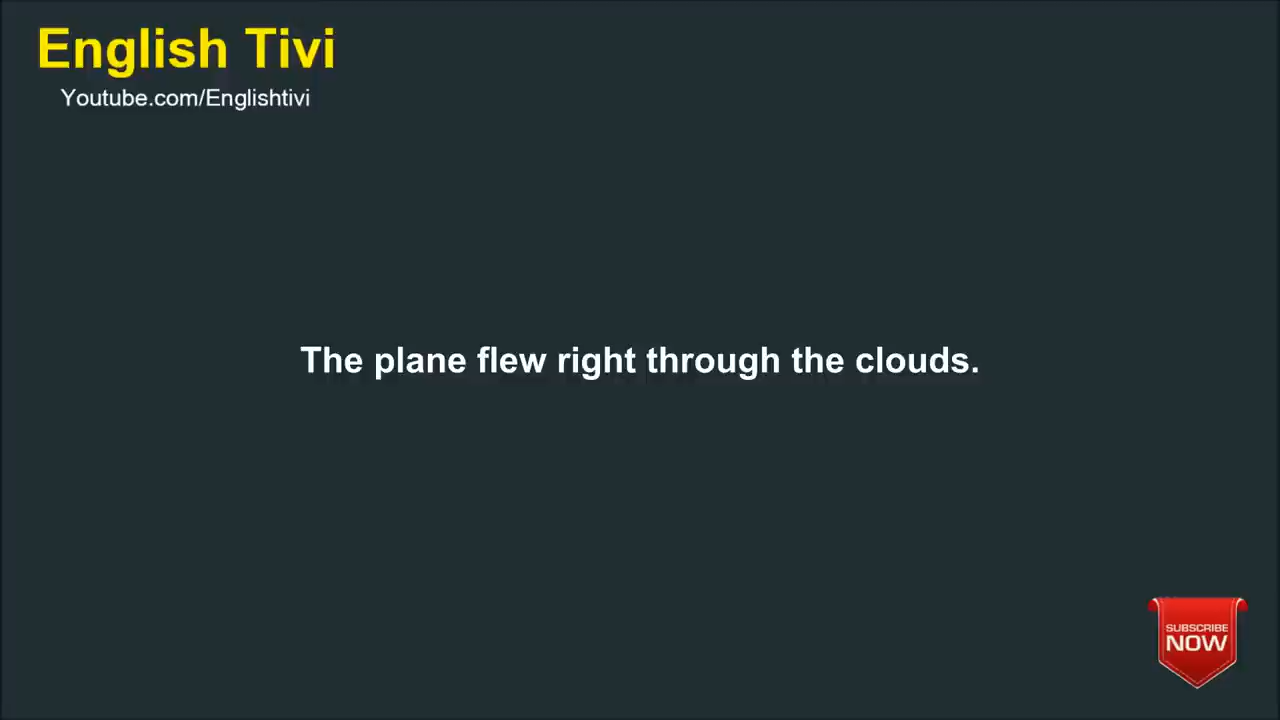 English Tivi
Youtube.com/Englishtivi
The plane flew right through the clouds.
SUBSCRIBE
NOW